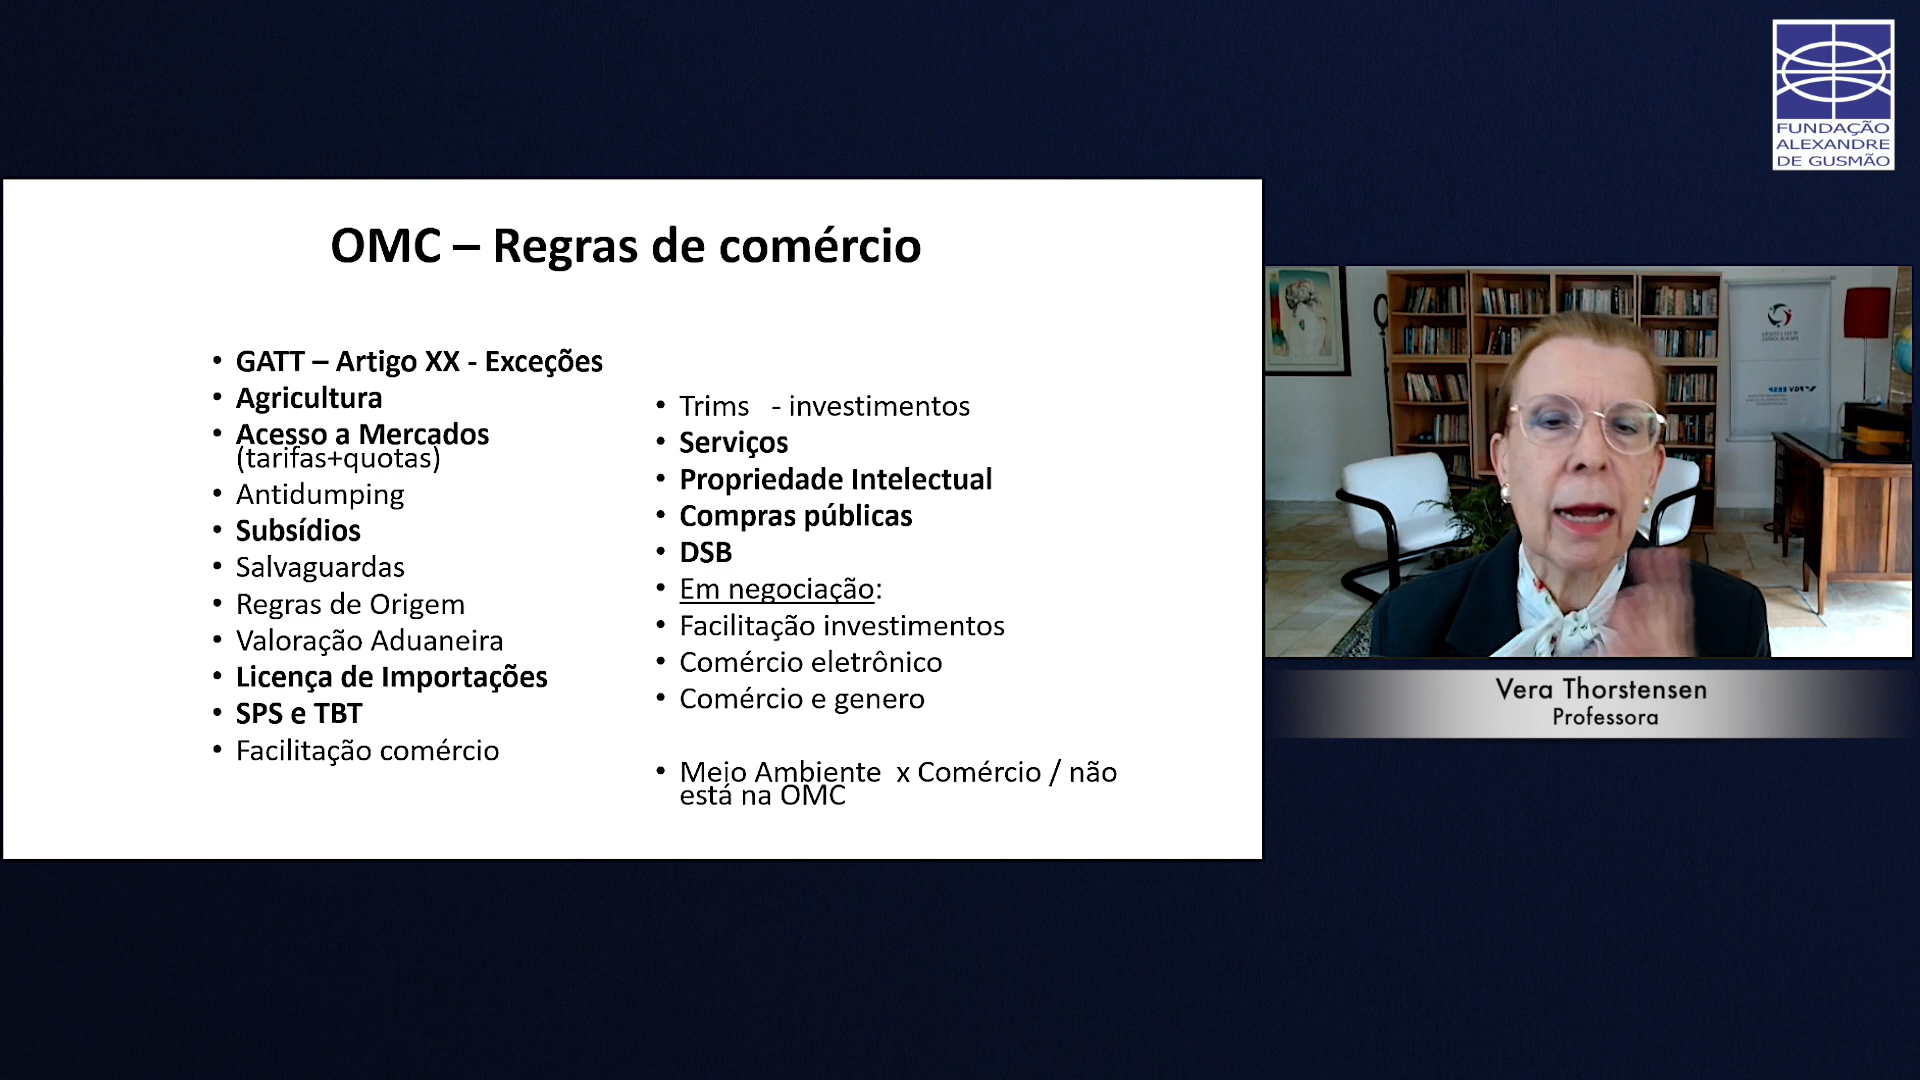 FUNDAÇÃO
ALEXANDRE
DE GUSMÃO
OMC – Regras de comércio
• GATT – Artigo XX - Exceções
• Agricultura
• Acesso a Mercados
(tarifas+quotas)
• Antidumping
• Subsídios
• Salvaguardas
• Regras de Origem
• Valoração Aduaneira
• Licença de Importações
• SPS e TBT
• Facilitação comércio
• Trims - investimentos
• Serviços
• Propriedade Intelectual
• Compras públicas
• DSB
• Em negociação:
• Facilitação investimentos
• Comércio eletrônico
• Comércio e genero
• Meio Ambiente x Comércio / não
está na OMC
FGV EESP
Vera Thorstensen
Professora